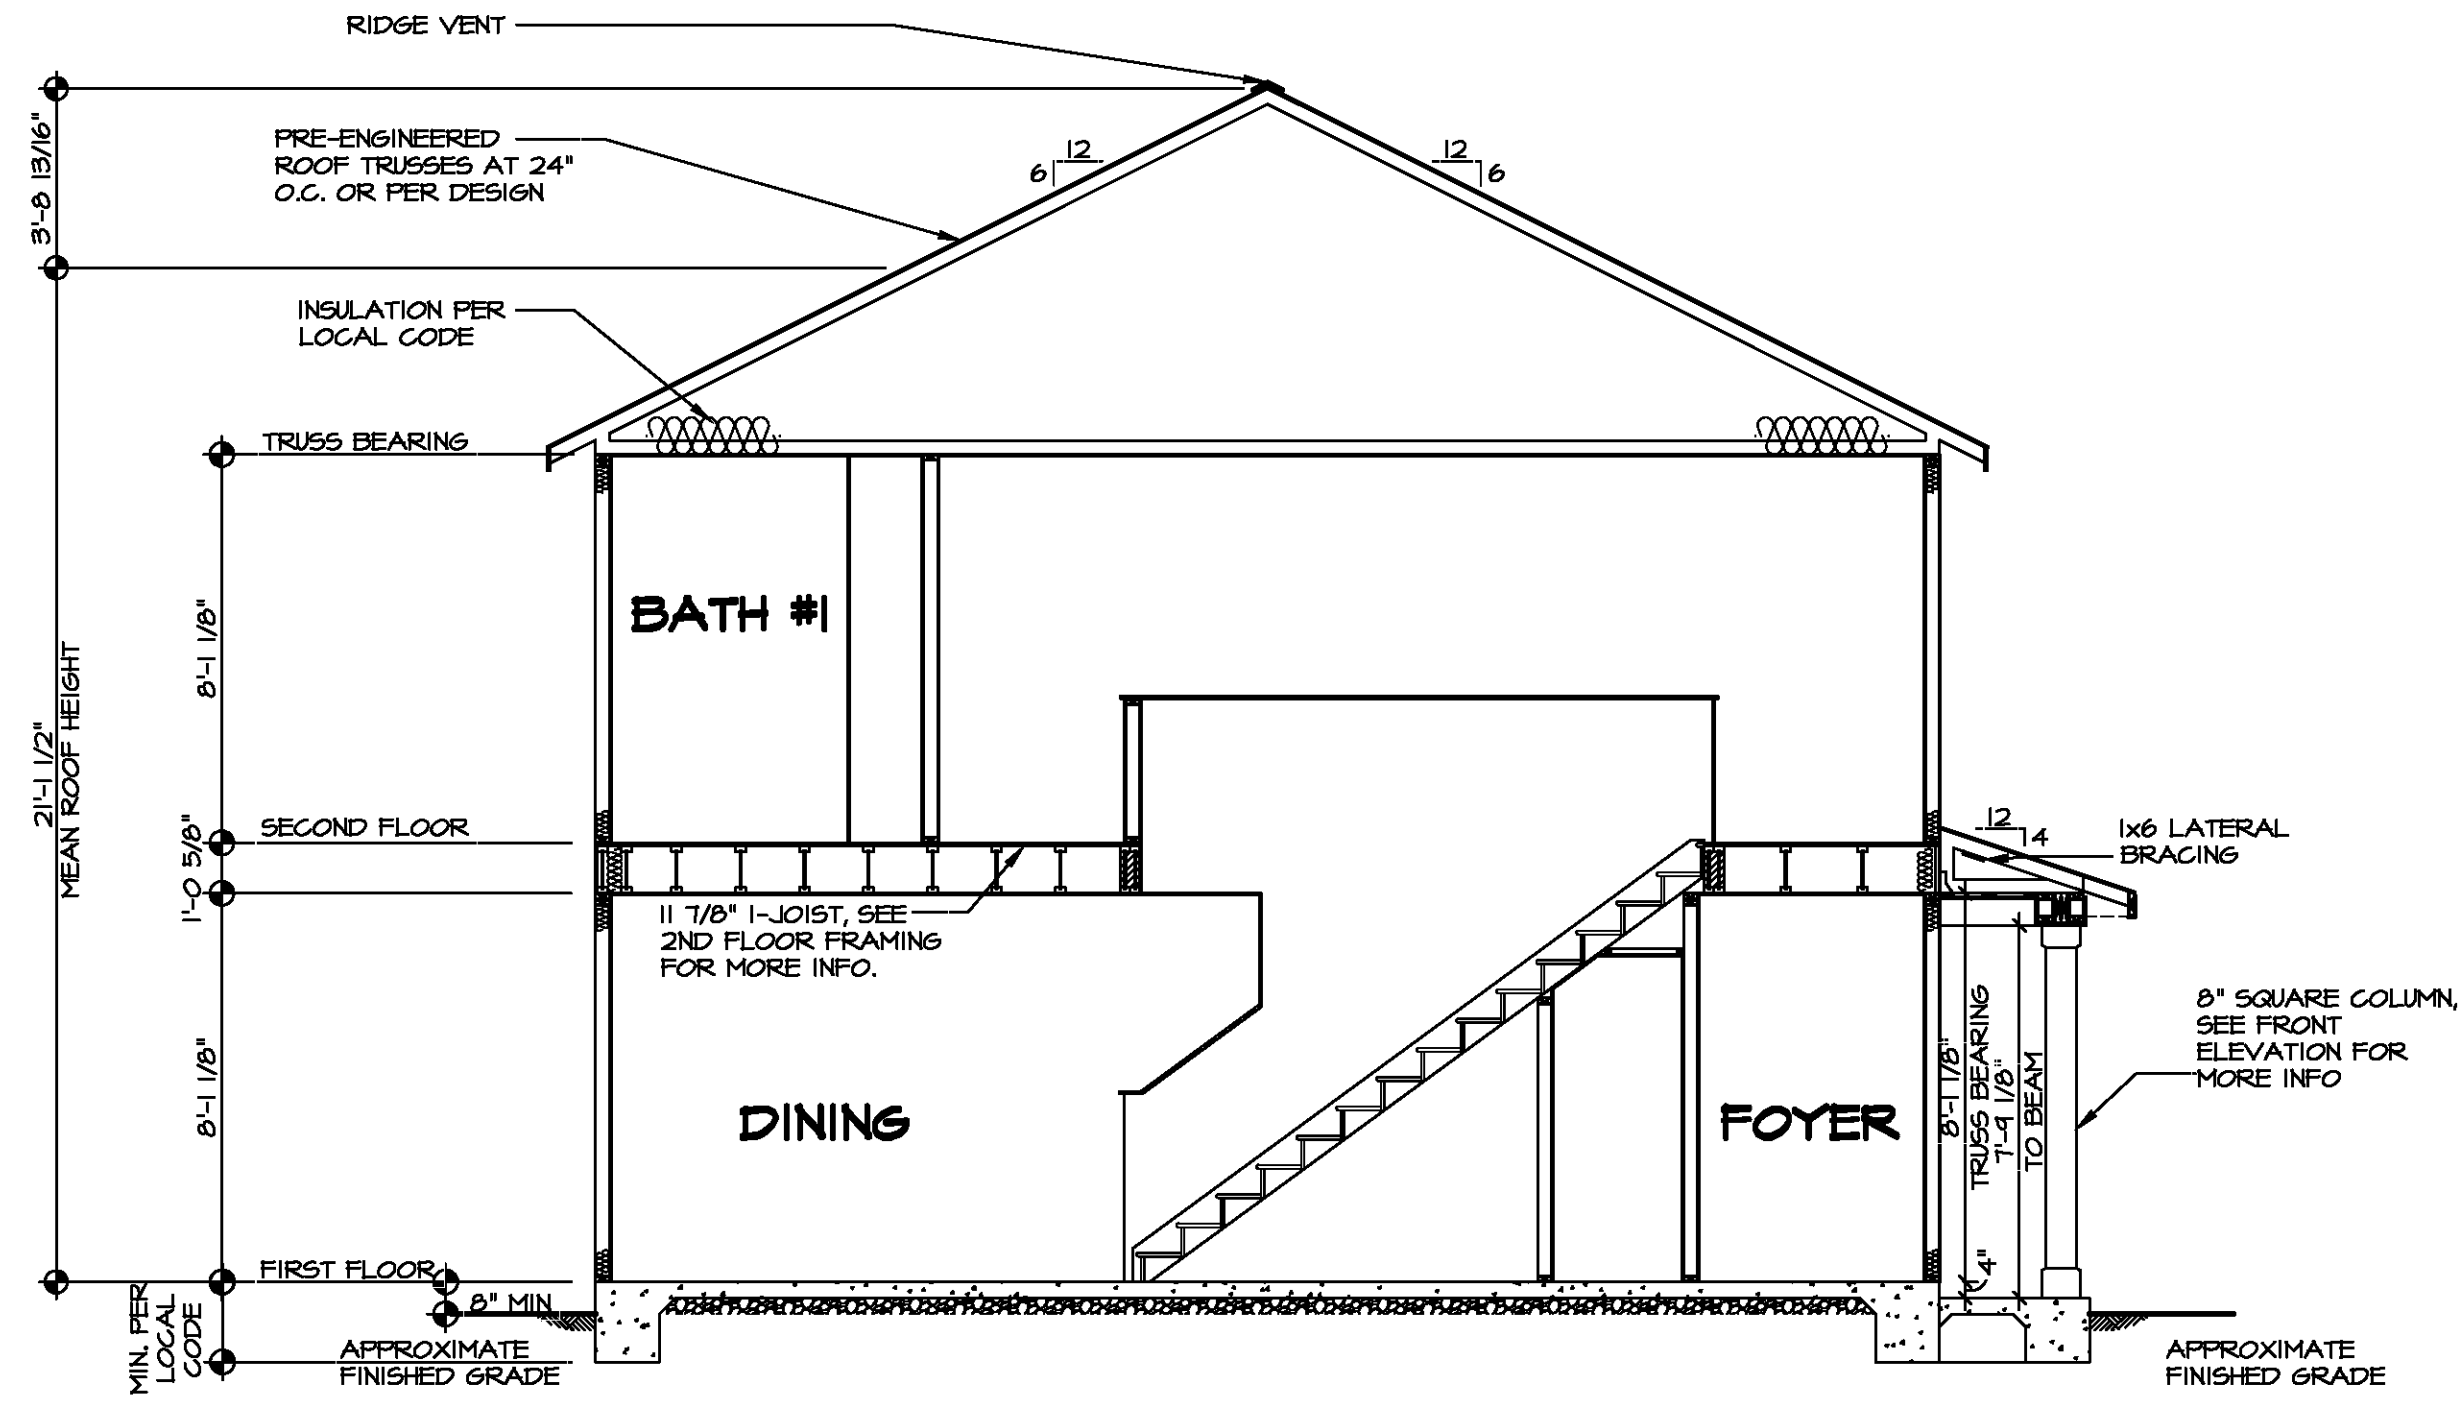 RIDGE VENT
3'-8 13/16"
PRE-ENGINEERED
ROOF TRUSSES AT 24"
O.C. OR PER DESIGN
12
6
12
6
INSULATION PER
LOCAL CODE
TRUSS BEARING
8'-1 1/8"
BATH #1
21'-1 1/2"
MEAN ROOF HEIGHT
SECOND FLOOR
1'-0 5/8"
12
4
1x6 LATERAL
BRACING
11 7/8" I-JOIST, SEE
2ND FLOOR FRAMING
FOR MORE INFO.
8'-1 1/8"
DINING
FOYER
8'-1 1/8"
TRUSS BEARING
7'-9 1/8"
TO BEAM
8" SQUARE COLUMN,
SEE FRONT
ELEVATION FOR
MORE INFO
FIRST FLOOR
4"
8" MIN
MIN. PER
LOCAL
CODE
APPROXIMATE
FINISHED GRADE
APPROXIMATE
FINISHED GRADE